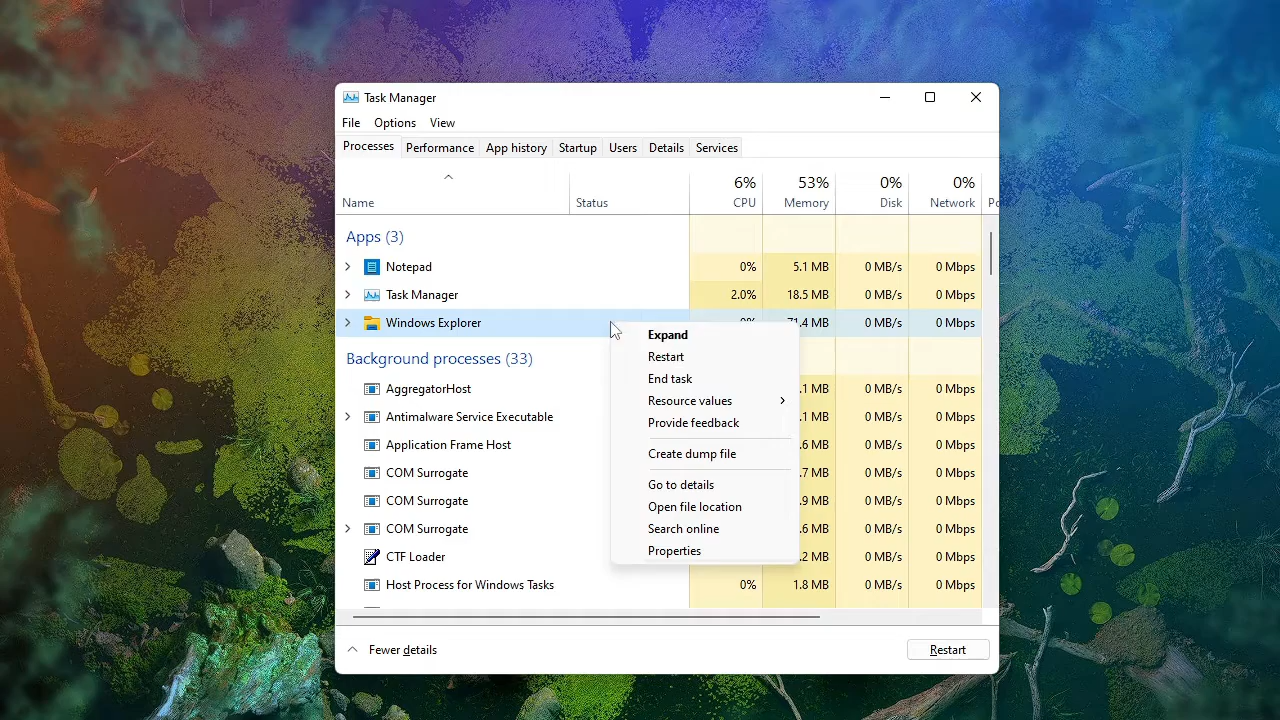 Task Manager
File Options View
Processes Performance App history Startup Users Details Services
6% 53% 0% 0%
Name Status CPU Memory Disk Network
Apps (3)
Notepad 0% 5.1 MB 0 MB/s 0 Mbps
Task Manager 2.0% 18.5 MB 0 MB/s 0 Mbps
Windows Explorer 71.4 MB 0 MB/s 0 Mbps
Expand
Restart
End task
Resource values
Provide feedback
Create dump file
Go to details
Open file location
Search online
Properties
Background processes (33)
AggregatorHost .1 MB 0 MB/s 0 Mbps
Antimalware Service Executable .1 MB 0 MB/s 0 Mbps
Application Frame Host .6 MB 0 MB/s 0 Mbps
COM Surrogate .7 MB 0 MB/s 0 Mbps
COM Surrogate .9 MB 0 MB/s 0 Mbps
COM Surrogate .6 MB 0 MB/s 0 Mbps
CTF Loader .2 MB 0 MB/s 0 Mbps
Host Process for Windows Tasks 0% 1.8 MB 0 MB/s 0 Mbps
Fewer details
Restart